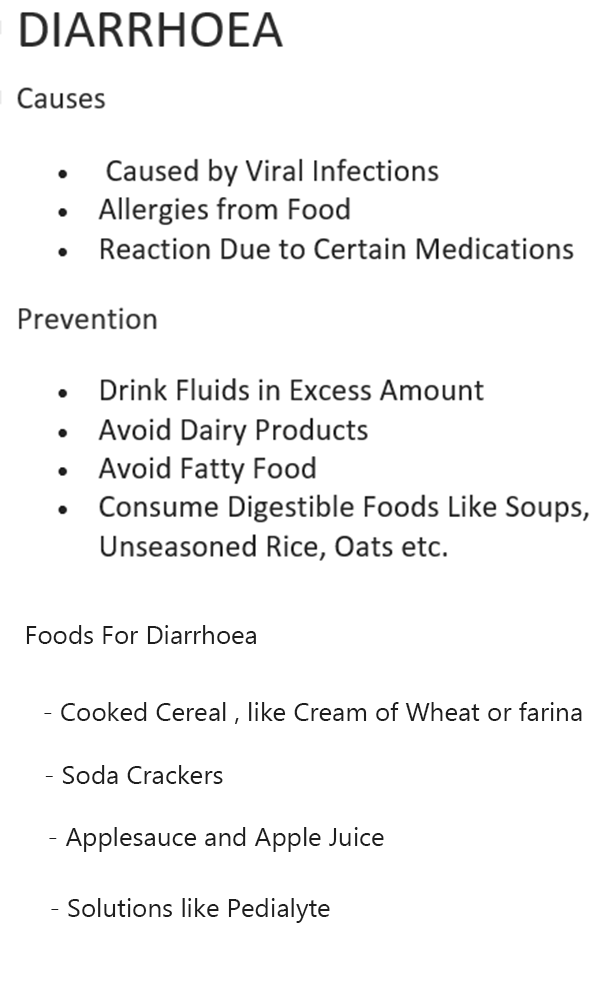 DIARRHOEA
Causes
• Caused by Viral Infections
• Allergies from Food
• Reaction Due to Certain Medications
Prevention
• Drink Fluids in Excess Amount
• Avoid Dairy Products
• Avoid Fatty Food
• Consume Digestible Foods Like Soups,
Unseasoned Rice, Oats etc.
Foods For Diarrhoea
- Cooked Cereal , like Cream of Wheat or farina
- Soda Crackers
- Applesauce and Apple Juice
- Solutions like Pedialyte